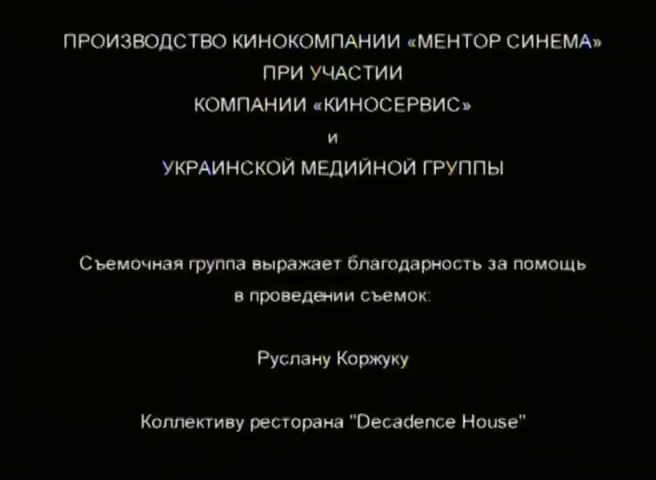 ПРОИЗВОДСТВО КИНОКОМПАНИИ «МЕНТОР СИНЕМА»
ПРИ УЧАСТИИ
КОМПАНИИ «КИНОСЕРВИС»
и
УКРАИНСКОЙ МЕДИЙНОЙ ГРУППЫ
Съемочная группа выражает благодарность за помощь
в проведении съемок:
Руслану Коржуку
Коллективу ресторана "Decadence House"